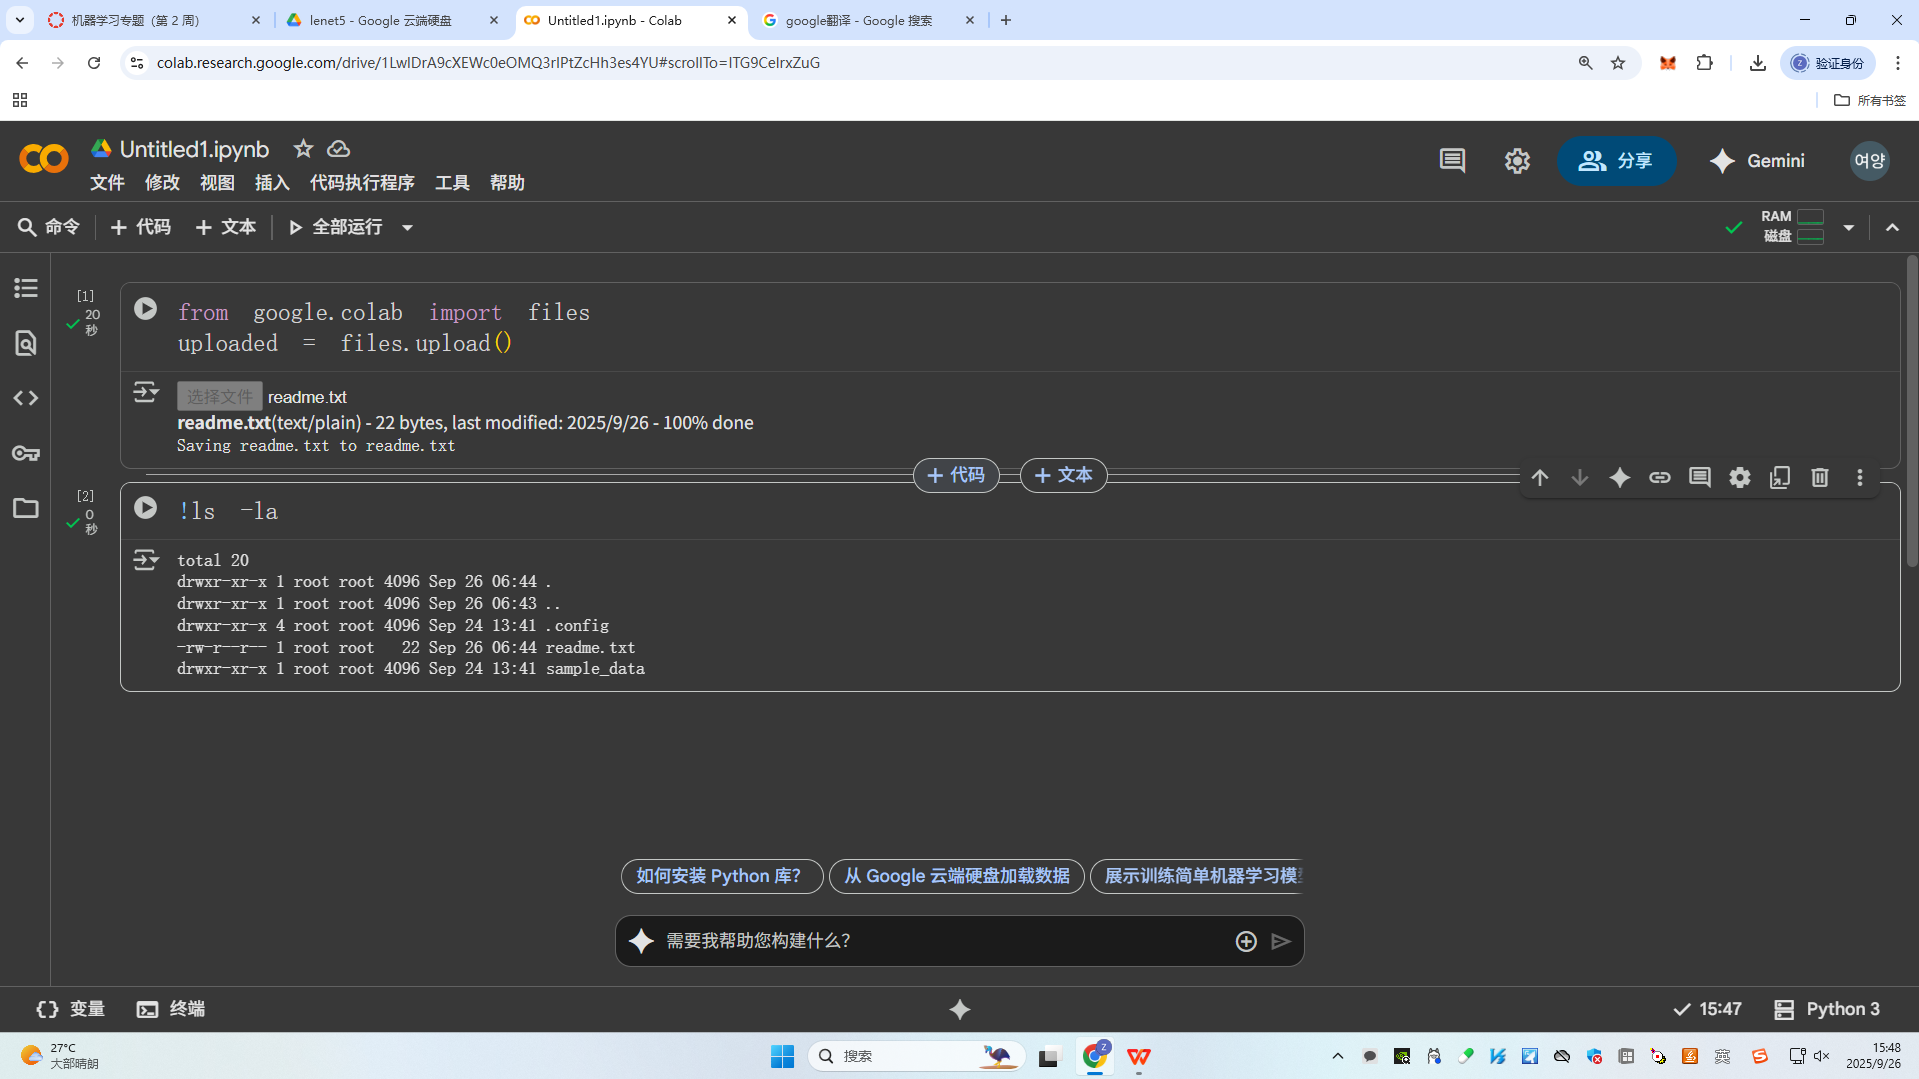 机器学习专题（第 2 周）
lenet5 - Google 云端硬盘
Untitled1.ipynb - Colab
google翻译 - Google 搜索
colab.research.google.com/drive/1LwIDrA9cXEWc0eOMQ3rIPtZcHh3es4YU#scrollTo=ITG9CeIrxZuG
验证身份
所有书签
Untitled1.ipynb
分享
Gemini
여양
文件 修改 视图 插入 代码执行程序 工具 帮助
命令 + 代码 + 文本 全部运行
RAM
磁盘
[1]
20
秒
from google.colab import files
uploaded = files.upload()
选择文件 readme.txt
readme.txt(text/plain) - 22 bytes, last modified: 2025/9/26 - 100% done
Saving readme.txt to readme.txt
+ 代码 + 文本
[2]
0
秒
!ls -la
total 20
drwxr-xr-x 1 root root 4096 Sep 26 06:44 .
drwxr-xr-x 1 root root 4096 Sep 26 06:43 ..
drwxr-xr-x 4 root root 4096 Sep 24 13:41 .config
-rw-r--r-- 1 root root   22 Sep 26 06:44 readme.txt
drwxr-xr-x 1 root root 4096 Sep 24 13:41 sample_data
如何安装 Python 库？
从 Google 云端硬盘加载数据
展示训练简单机器学习模
需要我帮助您构建什么？
变量 终端
15:47
Python 3
27°C
大部晴朗
搜索
英
15:48
2025/9/26